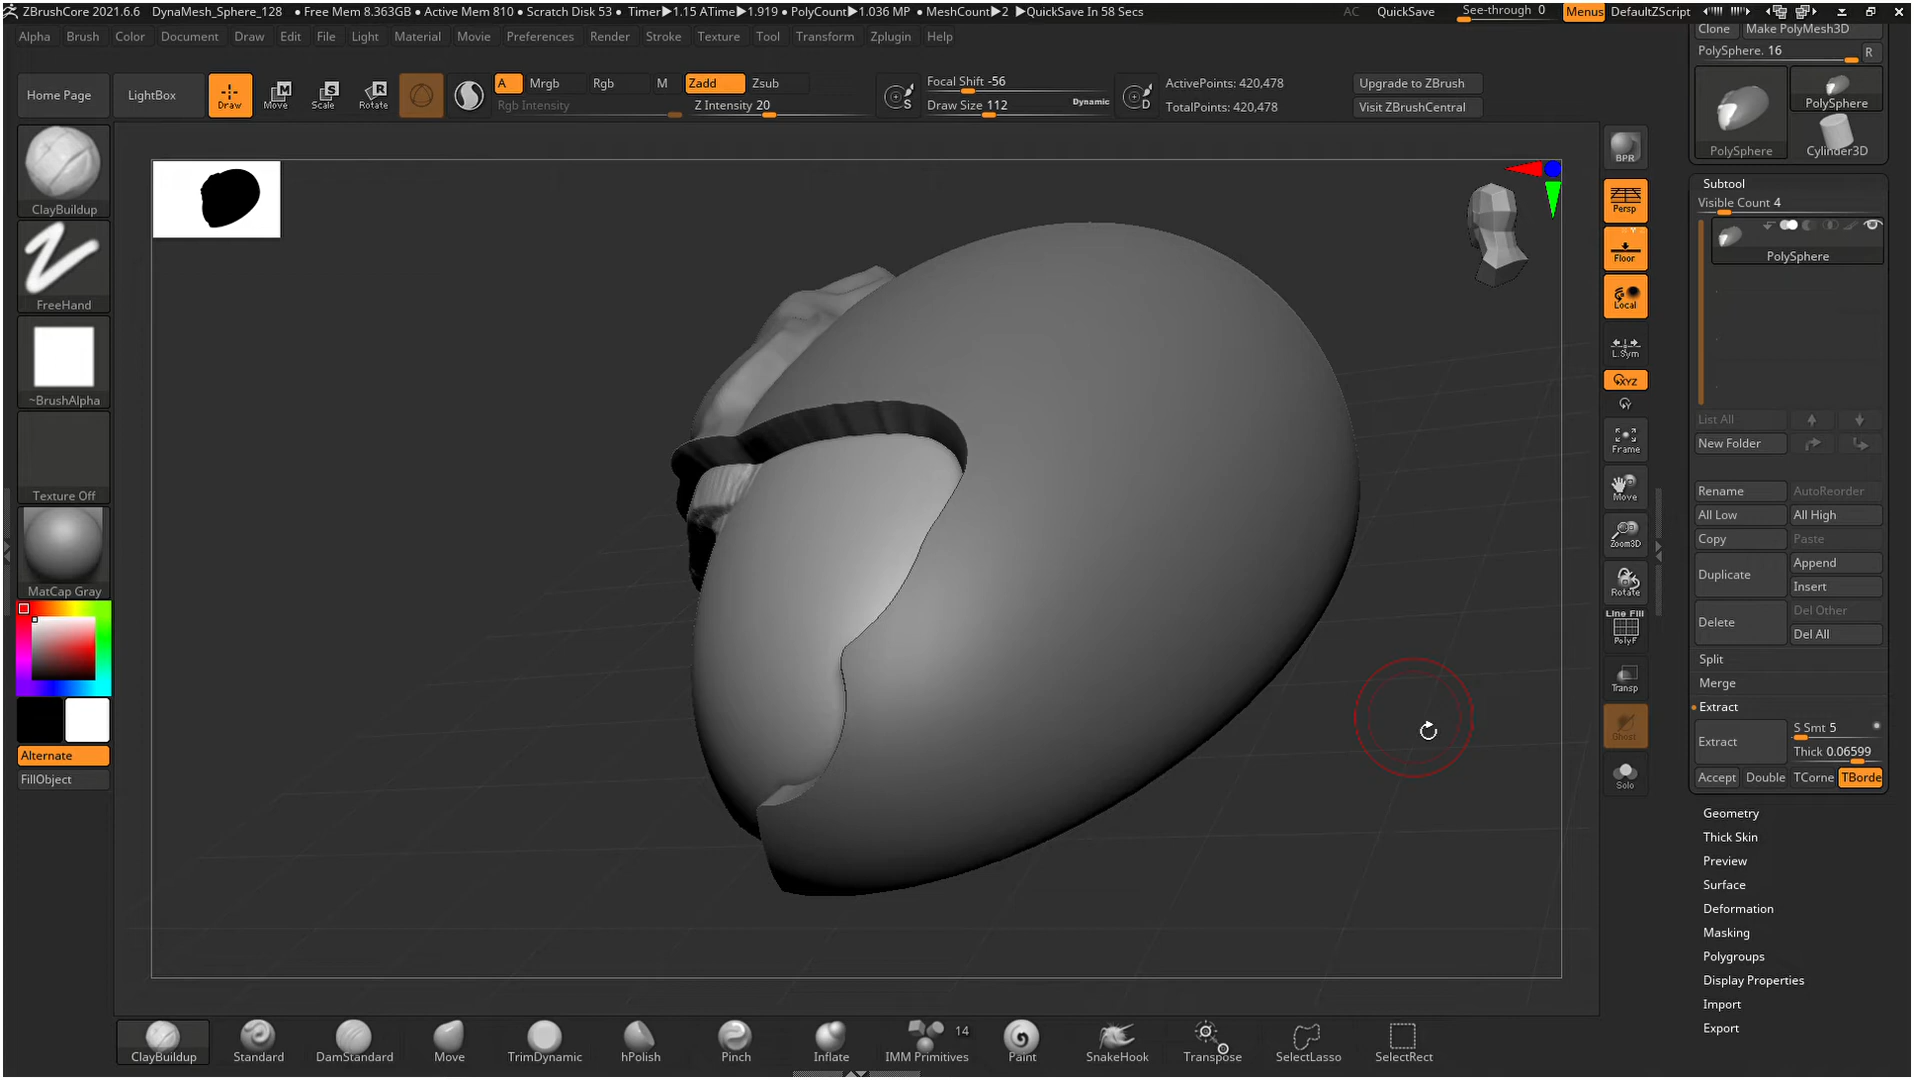 ZBrushCore 2021.6.6 DynaMesh_Sphere_128 • Free Mem 8.363GB • Active Mem 810 • Scratch Disk 53 • Timer▶1.15 ATime▶1.919 • PolyCount▶1.036 MP • MeshCount▶2 ▶QuickSave In 58 Secs AC QuickSave See-through 0 Menus DefaultZScript
Alpha Brush Color Document Draw Edit File Light Material Movie Preferences Render Stroke Texture Tool Transform Zplugin Help
Clone Make PolyMesh3D
PolySphere. 16 R
Home Page LightBox Draw Move Scale Rotate A Mrgb Rgb M Zadd Zsub
Rgb Intensity Z Intensity 20
Focal Shift -56
Draw Size 112 Dynamic
S D
ActivePoints: 420,478
TotalPoints: 420,478
Upgrade to ZBrush
Visit ZBrushCentral
PolySphere
PolySphere
Cylinder3D
ClayBuildup
FreeHand
~BrushAlpha
Texture Off
MatCap Gray
Alternate
FillObject
BPR
Persp
Floor
Local
L.Sym
XYZ
Y
Frame
Move
Zoom3D
Rotate
Line Fill
PolyF
Transp
Ghost
Solo
Subtool
Visible Count 4
PolySphere
List All
New Folder
Rename AutoReorder
All Low All High
Copy Paste
Duplicate Append
Insert
Delete Del Other
Del All
Split
Merge
Extract
Extract S Smt 5
Thick 0.06599
Accept Double TCorne TBorde
Geometry
Thick Skin
Preview
Surface
Deformation
Masking
Polygroups
Display Properties
Import
Export
ClayBuildup Standard DamStandard Move TrimDynamic hPolish Pinch Inflate IMM Primitives 14 Paint SnakeHook Transpose SelectLasso SelectRect